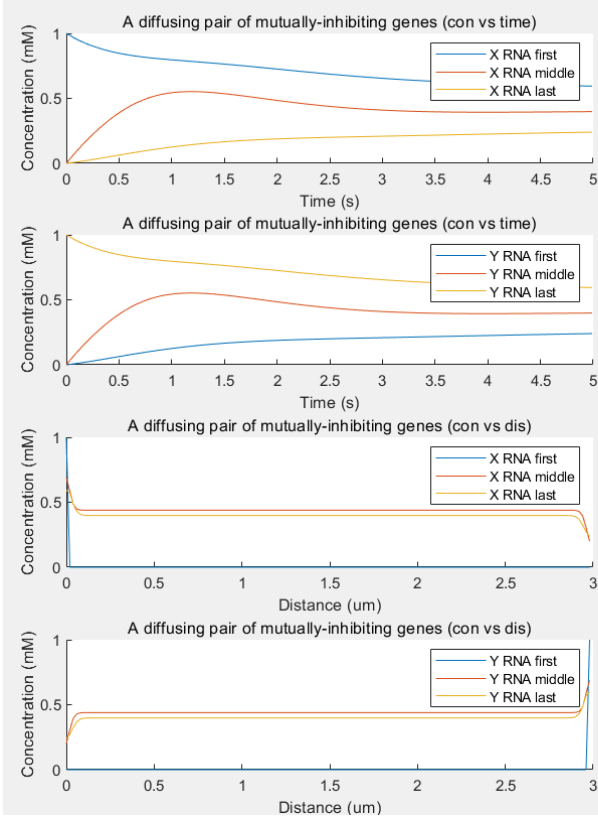 A diffusing pair of mutually-inhibiting genes (con vs time)
Concentration (mM)
1
0.5
0
X RNA first
X RNA middle
X RNA last
0 0.5 1 1.5 2 2.5 3 3.5 4 4.5 5
Time (s)
A diffusing pair of mutually-inhibiting genes (con vs time)
Concentration (mM)
1
0.5
0
Y RNA first
Y RNA middle
Y RNA last
0 0.5 1 1.5 2 2.5 3 3.5 4 4.5 5
Time (s)
A diffusing pair of mutually-inhibiting genes (con vs dis)
Concentration (mM)
1
0.5
0
X RNA first
X RNA middle
X RNA last
0 0.5 1 1.5 2 2.5 3
Distance (um)
A diffusing pair of mutually-inhibiting genes (con vs dis)
Concentration (mM)
1
0.5
0
Y RNA first
Y RNA middle
Y RNA last
0 0.5 1 1.5 2 2.5 3
Distance (um)